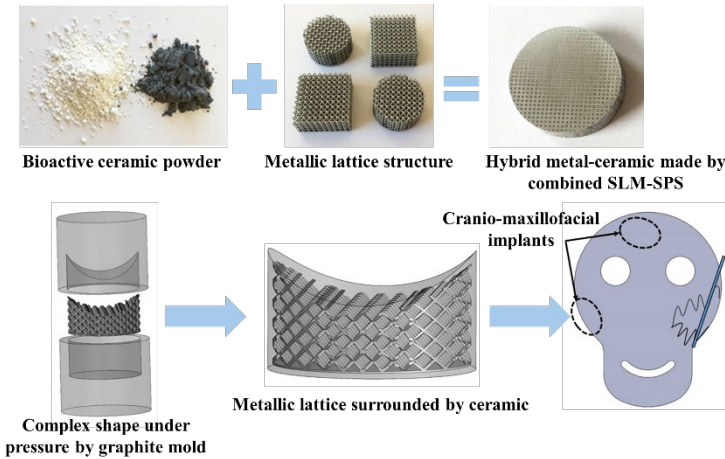 Bioactive ceramic powder
Metallic lattice structure
Hybrid metal-ceramic made by
combined SLM-SPS
Cranio-maxillofacial
implants
Complex shape under
pressure by graphite mold
Metallic lattice surrounded by ceramic